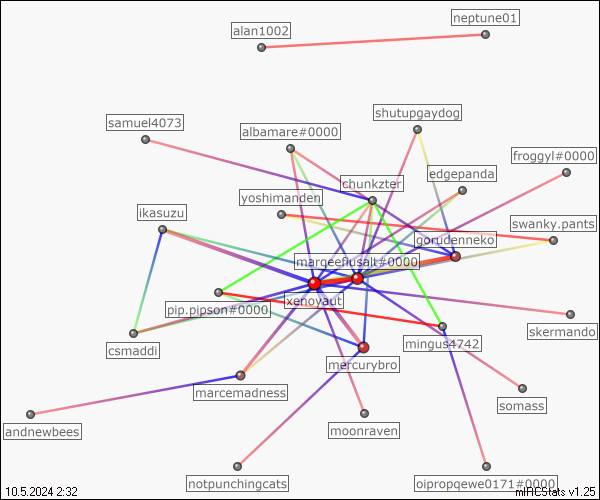 neptune01
alan1002
shutupgaydog
samuel4073
albamare#0000
froggyl#0000
edgepanda
chunkzter
yoshimanden
ikasuzu
swanky.pants
gorudenneko
marqeefiusalt#0000
xenoyaut
pip.pipson#0000
skermando
mingus4742
csmaddi
mercurybro
marcemadness
somass
andnewbees
moonraven
notpunchingcats
oipropqewe0171#0000
10.5.2024 2:32
mIRCStats v1.25